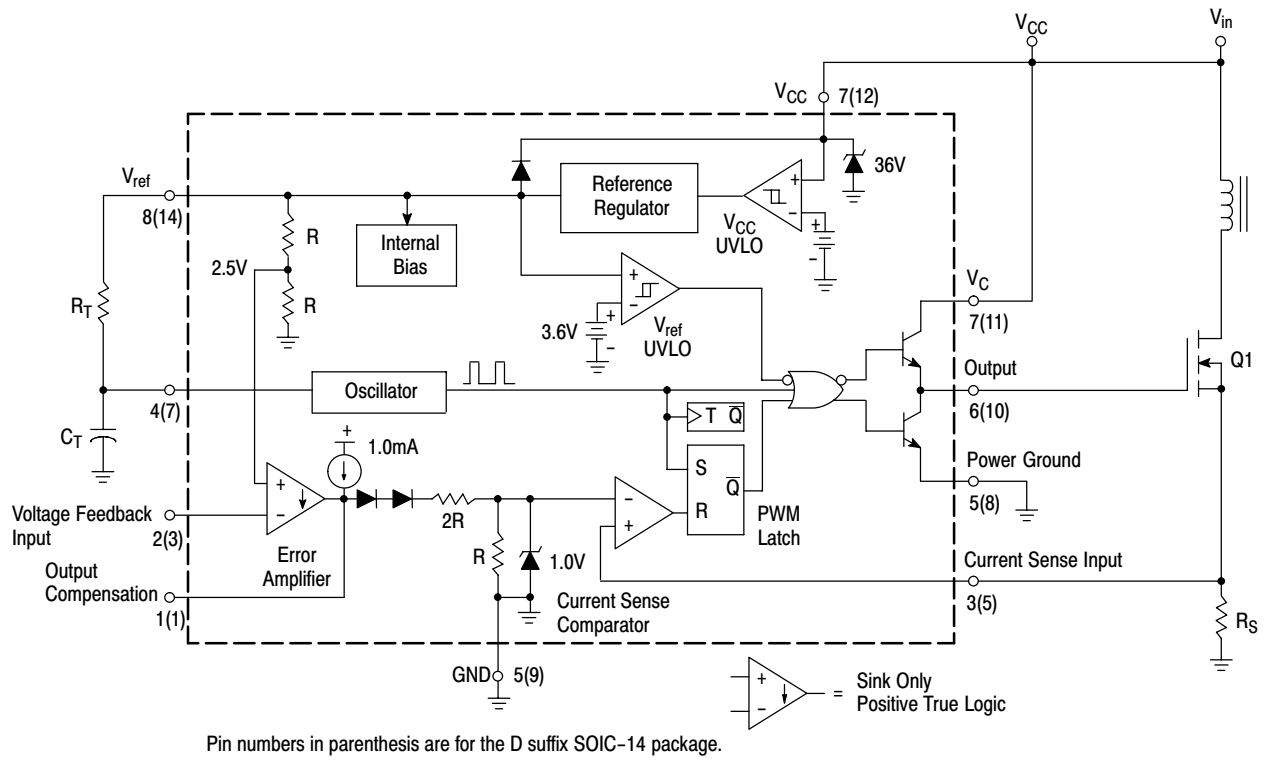 VCC
Vin
VCC 7(12)
Vref
8(14)
R
2.5V
R
Internal
Bias
Reference
Regulator
+
−
VCC
UVLO
+
−
36V
RT
+
−
3.6V
+
−
Vref
UVLO
VC
7(11)
Output
6(10)
Q1
4(7)
Oscillator
CT
+
1.0mA
T Q
S
R
Q
PWM
Latch
Power Ground
5(8)
Voltage Feedback
Input
2(3)
+
−
Error
Amplifier
2R
R
1.0V
−
+
Current Sense
Comparator
Output
Compensation
1(1)
Current Sense Input
3(5)
RS
GND 5(9)
+
−
=
Sink Only
Positive True Logic
Pin numbers in parenthesis are for the D suffix SOIC−14 package.